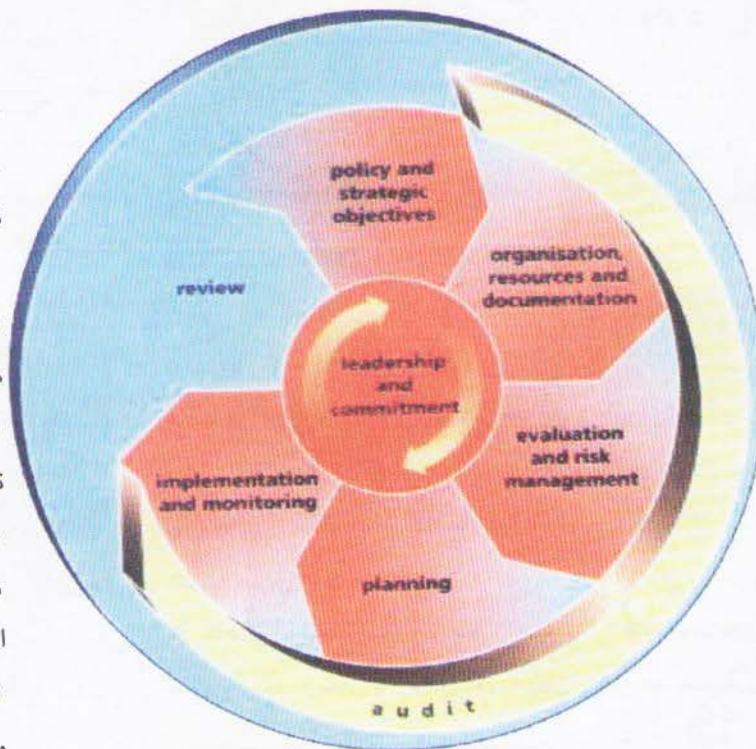 policy and
strategic
objectives
organisation,
resources and
documentation
review
leadership
and
commitment
evaluation
and risk
management
implementation
and monitoring
planning
audit